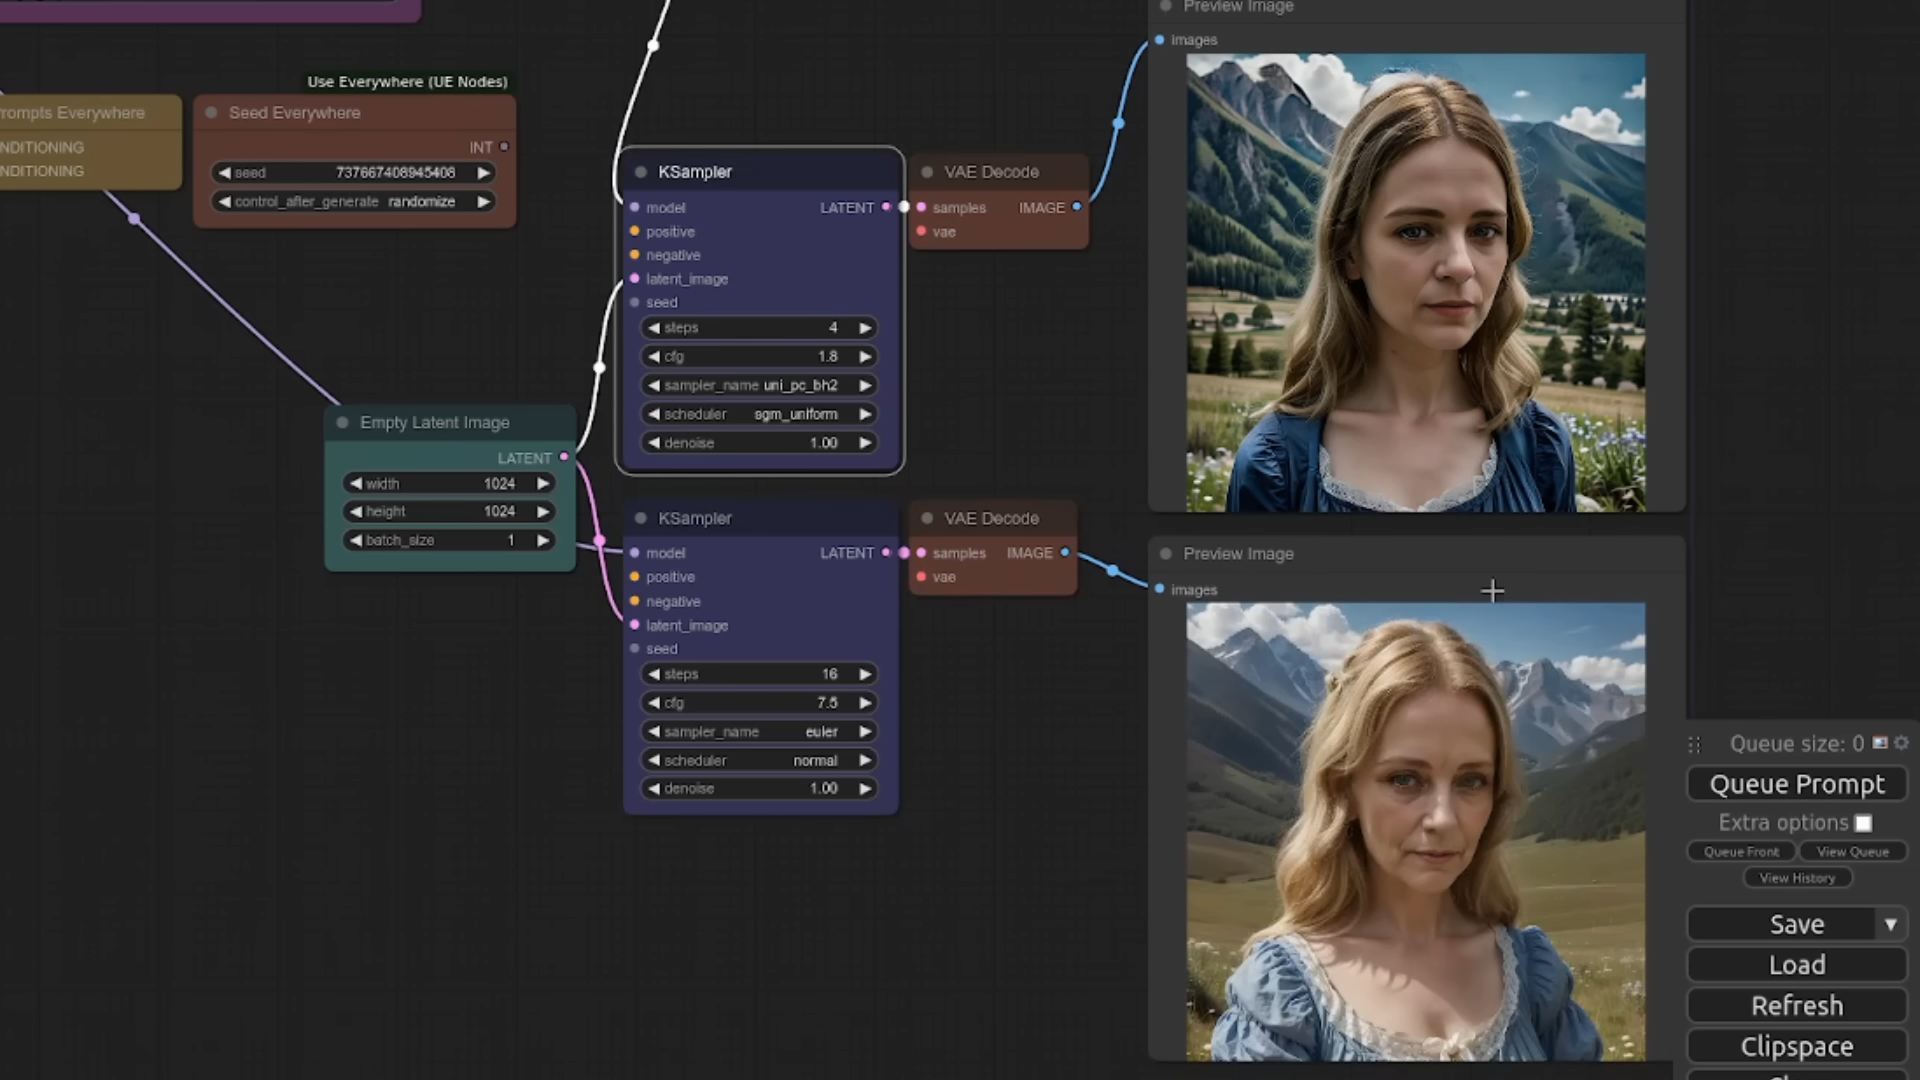 Preview Image
images
Use Everywhere (UE Nodes)
rompts Everywhere
NDITIONING
NDITIONING
Seed Everywhere
INT
seed 737667408945408
control_after_generate randomize
KSampler
model LATENT
positive
negative
latent_image
seed
steps 4
cfg 1.8
sampler_name uni_pc_bh2
scheduler sgm_uniform
denoise 1.00
VAE Decode
samples IMAGE
vae
Empty Latent Image
LATENT
width 1024
height 1024
batch_size 1
KSampler
model LATENT
positive
negative
latent_image
seed
steps 16
cfg 7.5
sampler_name euler
scheduler normal
denoise 1.00
VAE Decode
samples IMAGE
vae
Preview Image
images
Queue size: 0
Queue Prompt
Extra options
Queue Front View Queue
View History
Save
Load
Refresh
Clipspace